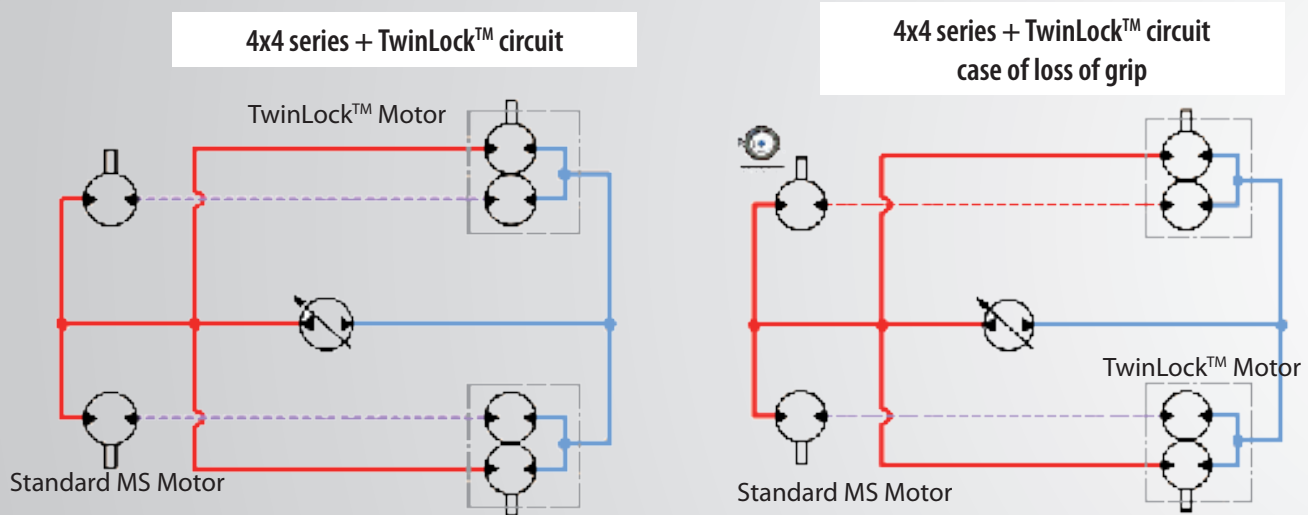 4x4 series + TwinLock™ circuit
TwinLock™ Motor
Standard MS Motor
4x4 series + TwinLock™ circuit
case of loss of grip
TwinLock™ Motor
Standard MS Motor